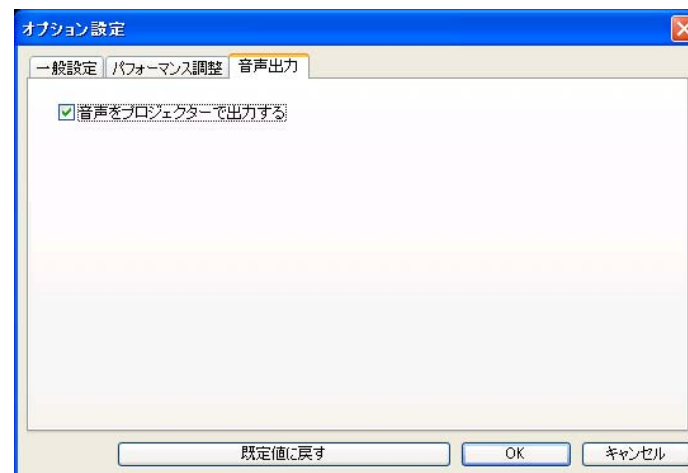 オプション設定
一般設定 パフォーマンス調整 音声出力
音声をプロジェクターで出力する
既定値に戻す OK キャンセル